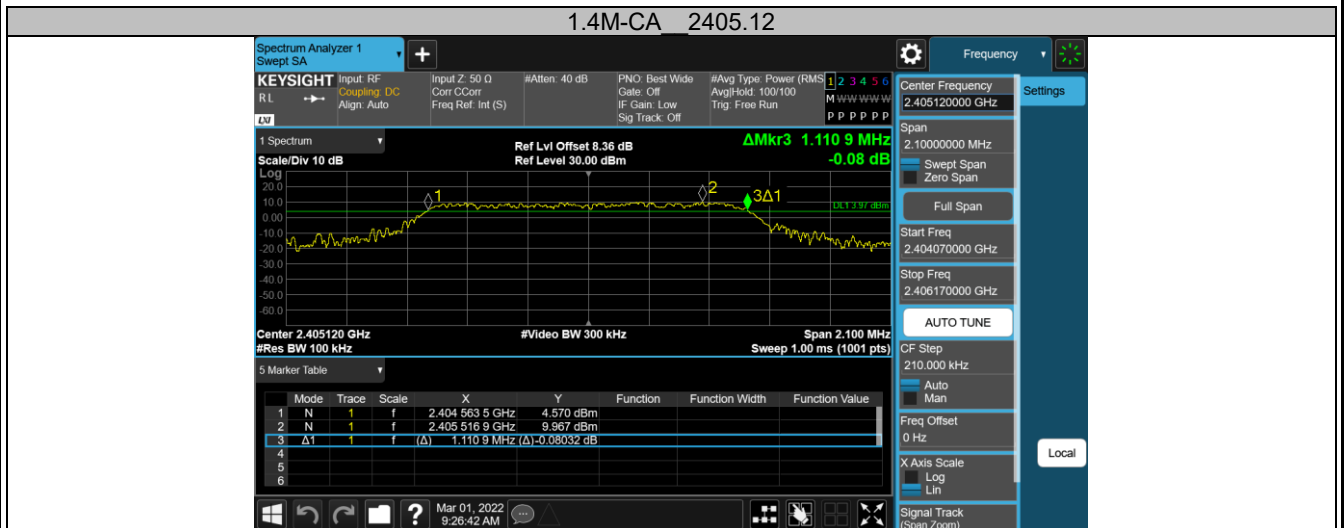 1.4M-CA__2405.12
Spectrum Analyzer 1
Swept SA
+
Frequency
KEYSIGHT
RL
LXI
Input: RF
Coupling: DC
Align: Auto
Input Z: 50 Ω
Corr CCorr
Freq Ref: Int (S)
#Atten: 40 dB
PNO: Best Wide
Gate: Off
IF Gain: Low
Sig Track: Off
#Avg Type: Power (RMS
Avg|Hold: 100/100
Trig: Free Run
1 2 3 4 5 6
M W W W W W
P P P P P P
Center Frequency
2.405120000 GHz
Settings
Span
2.10000000 MHz
Swept Span
Zero Span
Full Span
Start Freq
2.404070000 GHz
Stop Freq
2.406170000 GHz
AUTO TUNE
CF Step
210.000 kHz
Auto
Man
Freq Offset
0 Hz
X Axis Scale
Log
Lin
Signal Track
(Span Zoom)
Local
1 Spectrum
Scale/Div 10 dB
Log
Ref Lvl Offset 8.36 dB
Ref Level 30.00 dBm
ΔMkr3 1.110 9 MHz
-0.08 dB
20.0
10.0
0.00
-10.0
-20.0
-30.0
-40.0
-50.0
-60.0
1
2
3Δ1
DL1 3.97 dBm
Center 2.405120 GHz
#Video BW 300 kHz
Span 2.100 MHz
#Res BW 100 kHz
Sweep 1.00 ms (1001 pts)
5 Marker Table
Mode Trace Scale X Y Function Function Width Function Value
1 N 1 f 2.404 563 5 GHz 4.570 dBm
2 N 1 f 2.405 516 9 GHz 9.967 dBm
3 Δ1 1 f (Δ) 1.110 9 MHz (Δ)-0.08032 dB
4
5
6
?
Mar 01, 2022
9:26:42 AM